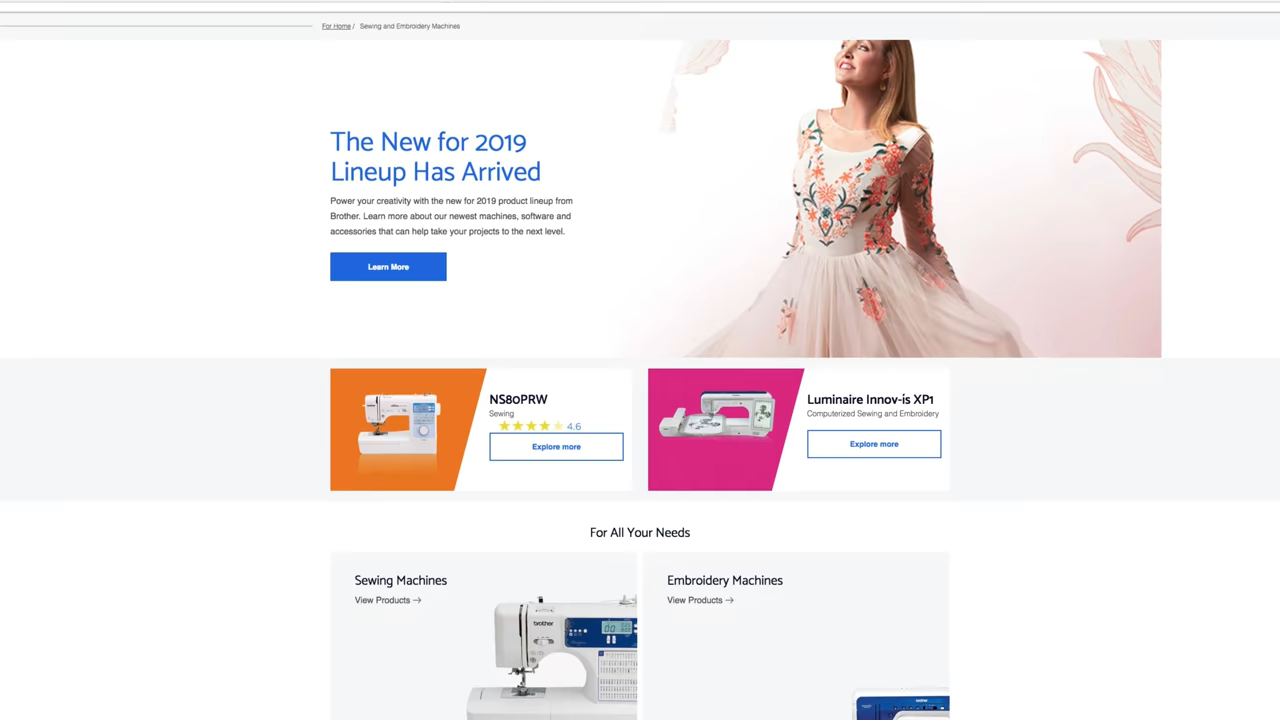 For Home / Sewing and Embroidery Machines
The New for 2019
Lineup Has Arrived
Power your creativity with the new for 2019 product lineup from
Brother. Learn more about our newest machines, software and
accessories that can help take your projects to the next level.
Learn More
NS80PRW
Sewing
4.6
Explore more
Luminaire Innov-is XP1
Computerized Sewing and Embroidery
Explore more
For All Your Needs
Sewing Machines
View Products →
Embroidery Machines
View Products →
brother